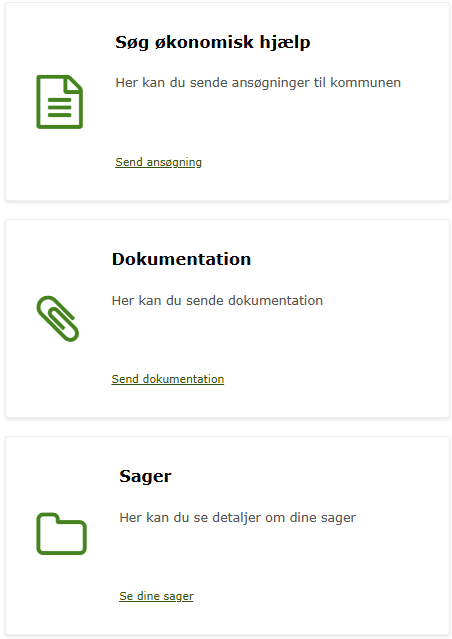 Søg økonomisk hjælp
Her kan du sende ansøgninger til kommunen
Send ansøgning
Dokumentation
Her kan du sende dokumentation
Send dokumentation
Sager
Her kan du se detaljer om dine sager
Se dine sager